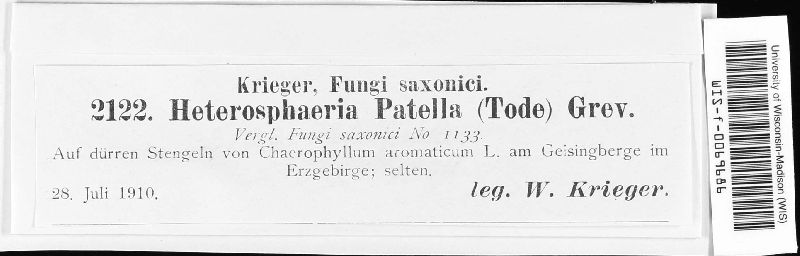 Krieger, Fungi saxonici.
2122. Heterosphaeria Patella (Tode) Grev.
Vergl. Fungi saxonici No 1133.
Auf dürren Stengeln von Chaerophyllum aromaticum L. am Geisingberge im
Erzgebirge; selten.
28. Juli 1910.
leg. W. Krieger.
University of Wisconsin-Madison (WIS)
WIS-f-0069686